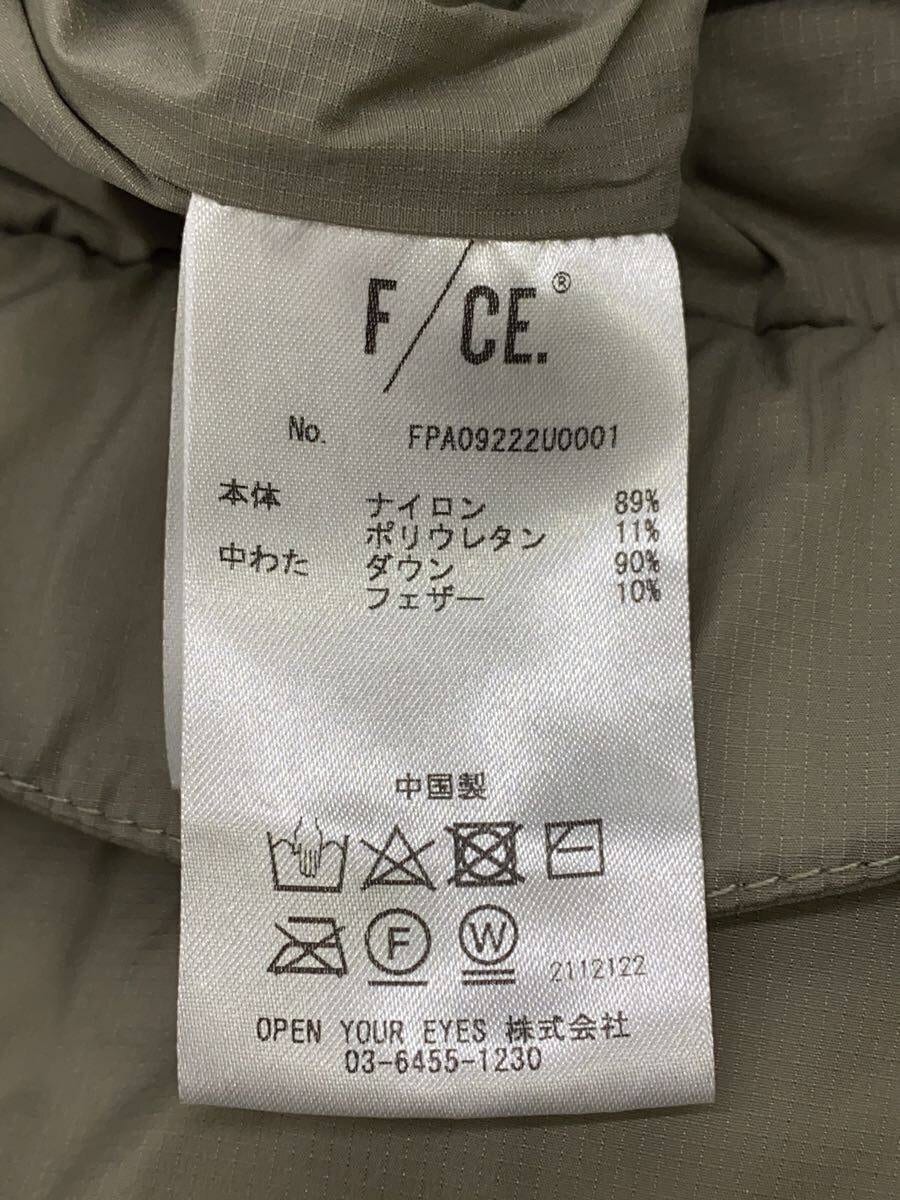 F/CE.®
No. FPA09222U0001
本体 ナイロン 89%
ポリウレタン 11%
中わた ダウン 90%
フェザー 10%
中国製
F W 2112122
OPEN YOUR EYES 株式会社
03-6455-1230